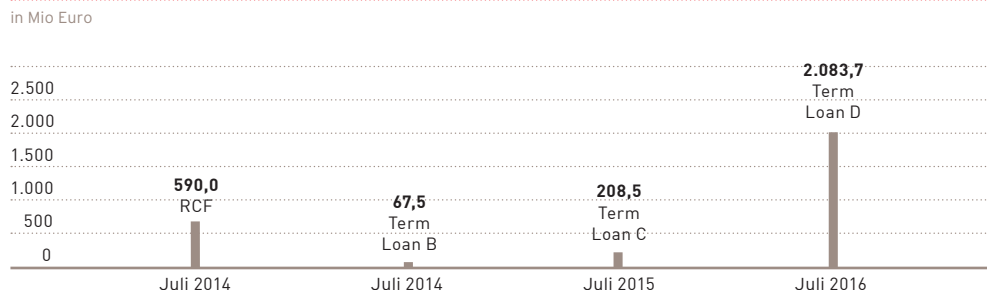 in Mio Euro
2.500
2.000
1.500
1.000
500
0
590,0
RCF
67,5
Term
Loan B
208,5
Term
Loan C
2.083,7
Term
Loan D
Juli 2014
Juli 2014
Juli 2015
Juli 2016